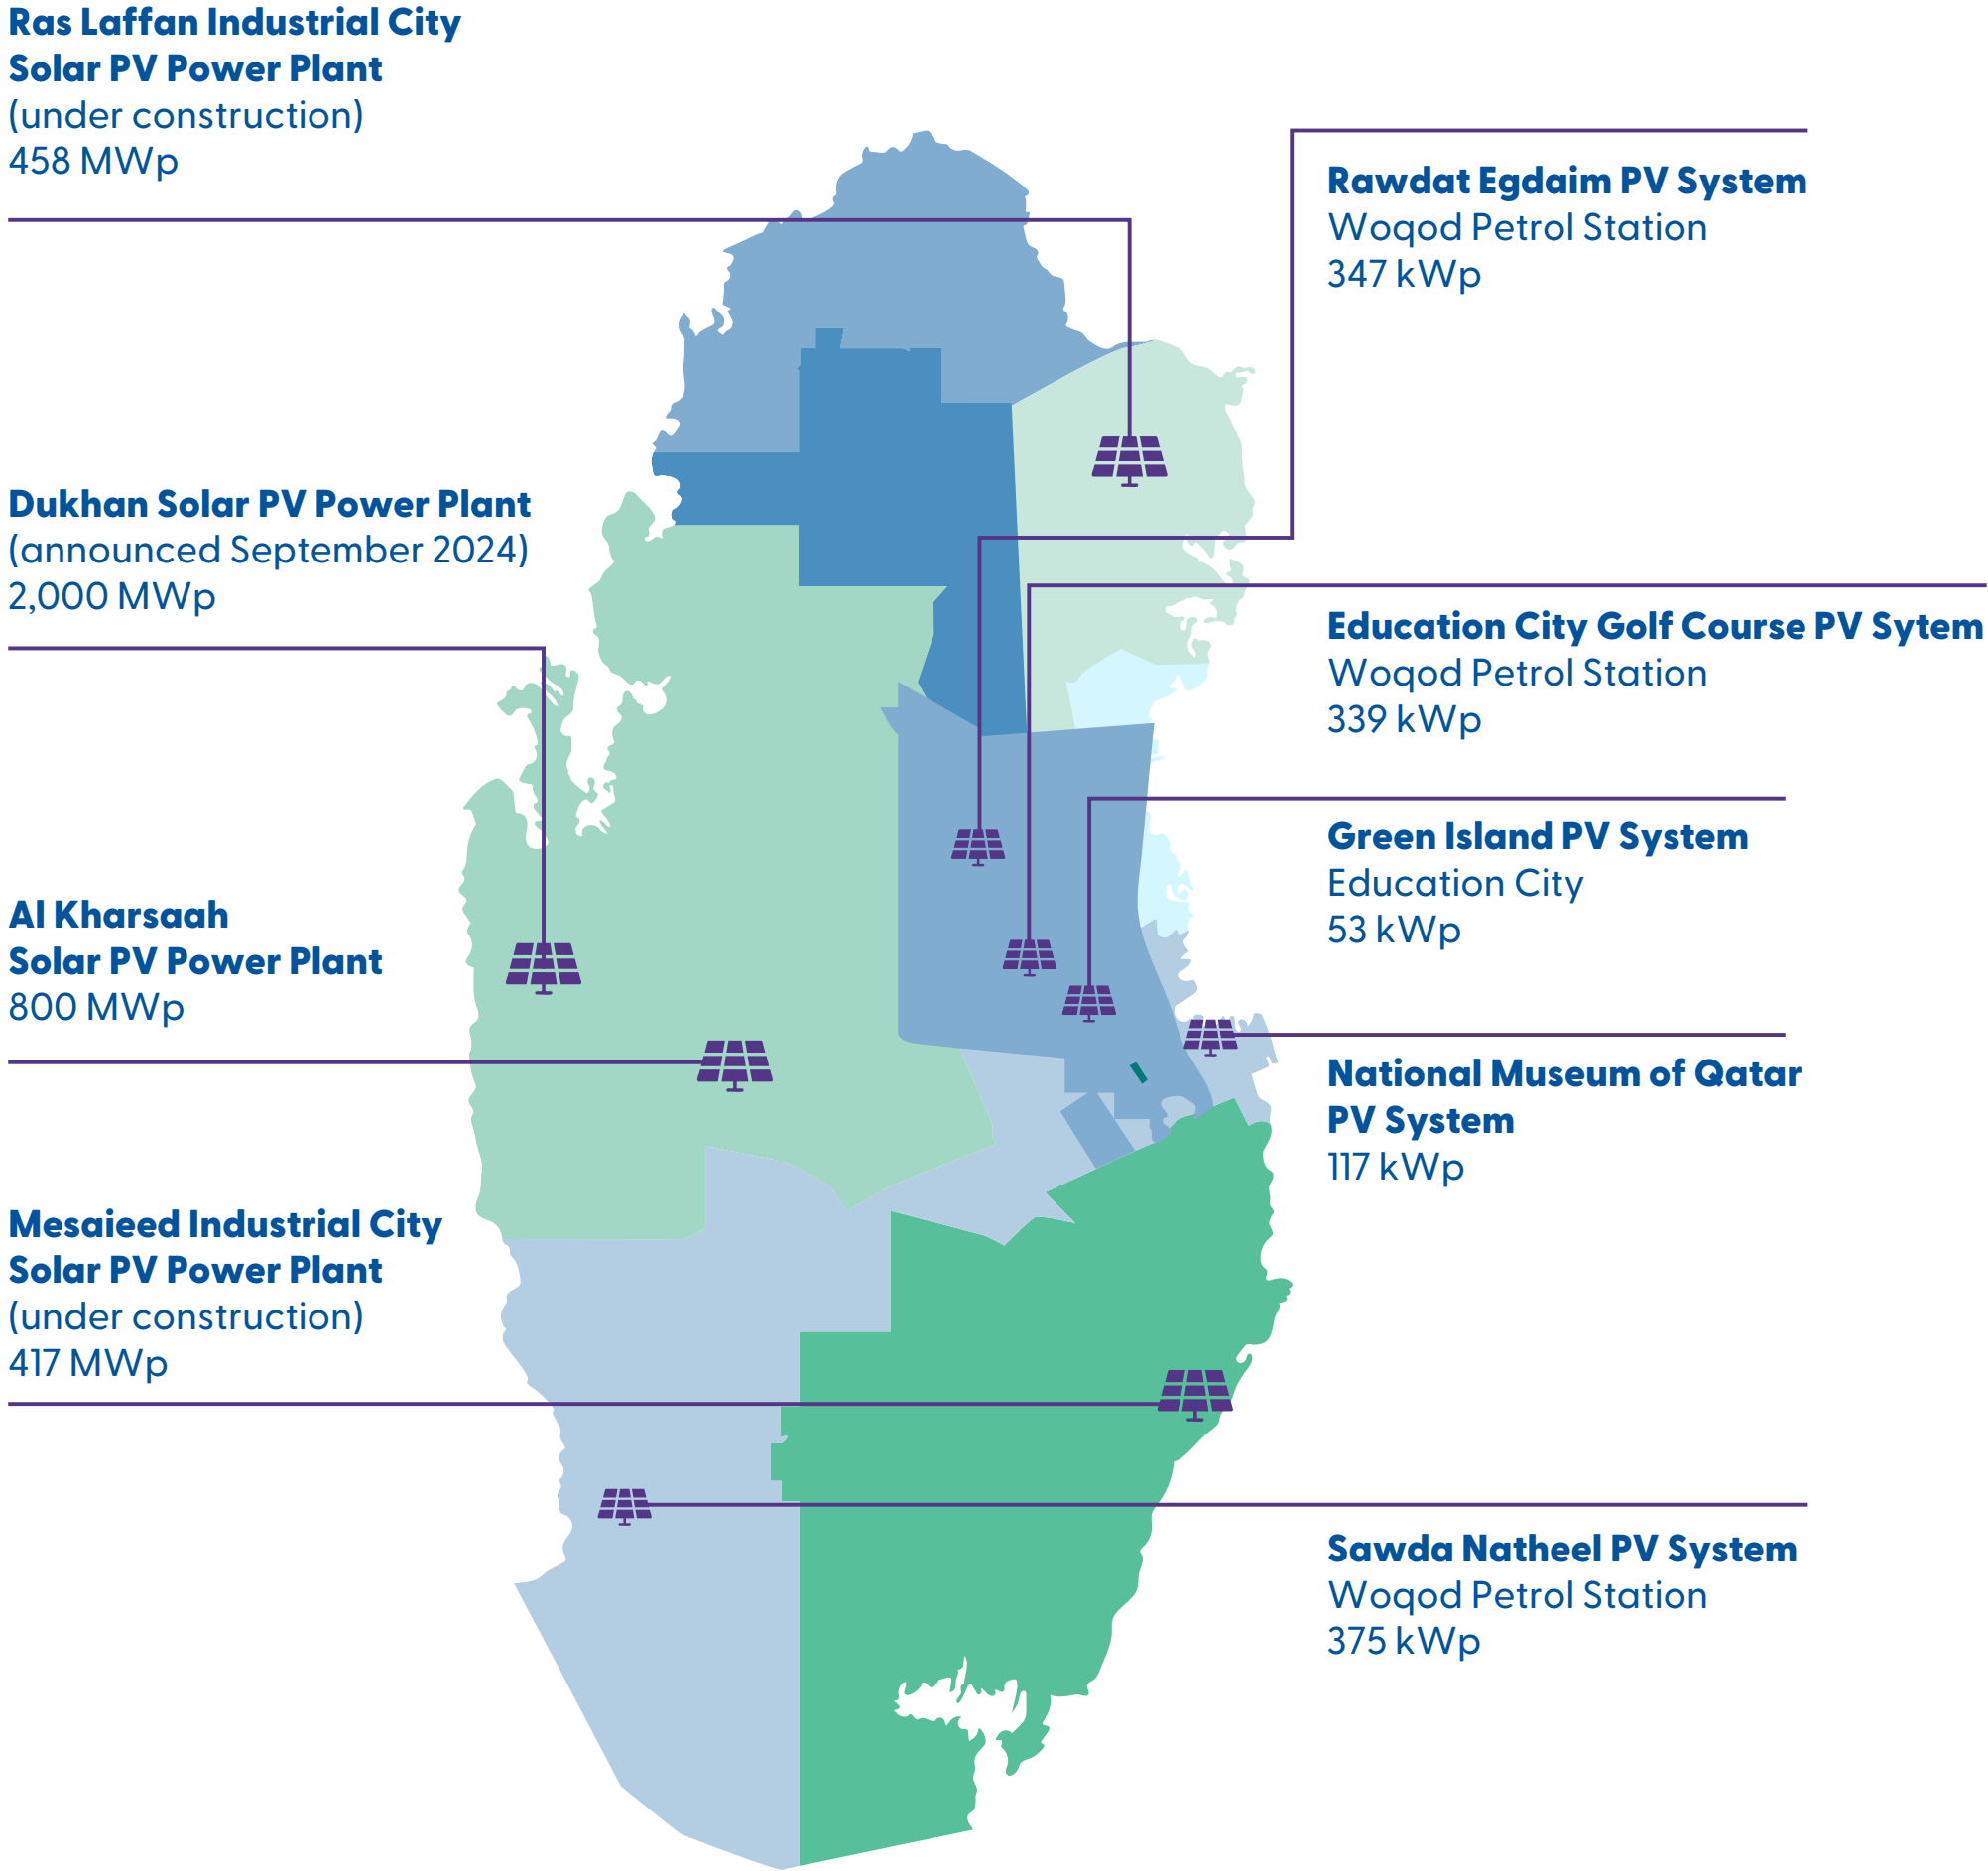 Ras Laffan Industrial City
Solar PV Power Plant
(under construction)
458 MWp
Dukhan Solar PV Power Plant
(announced September 2024)
2,000 MWp
Al Kharsaah
Solar PV Power Plant
800 MWp
Mesaieed Industrial City
Solar PV Power Plant
(under construction)
417 MWp
Rawdat Egdaim PV System
Woqod Petrol Station
347 kWp
Education City Golf Course PV Sytem
Woqod Petrol Station
339 kWp
Green Island PV System
Education City
53 kWp
National Museum of Qatar
PV System
117 kWp
Sawda Natheel PV System
Woqod Petrol Station
375 kWp